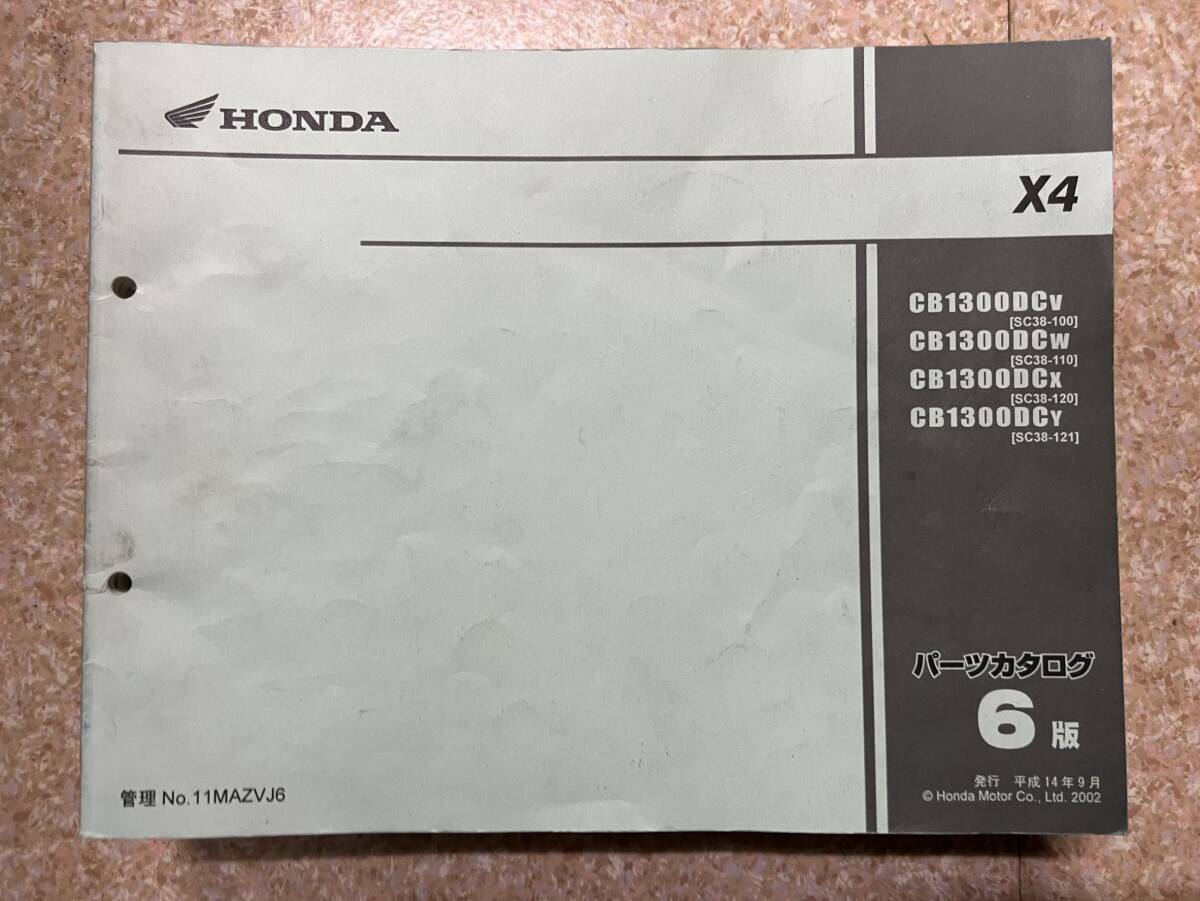 HONDA
X4
CB1300DCV
[SC38-100]
CB1300DCW
[SC38-110]
CB1300DCX
[SC38-120]
CB1300DCY
[SC38-121]
パーツカタログ
6版
発行 平成14年9月
© Honda Motor Co., Ltd. 2002
管理 No.11MAZVJ6